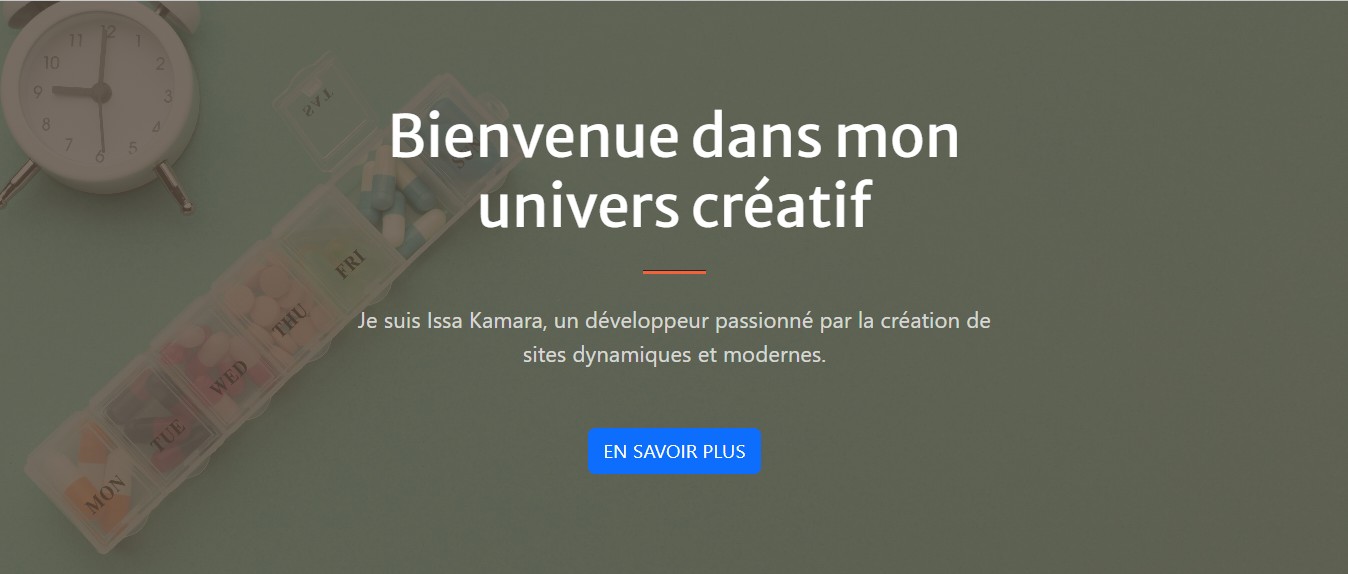 12
11 1
10 2
9 3
8 4
7 5
6
SAT
Bienvenue dans mon
univers créatif
FRI
THU
WED
TUE
MON
Je suis Issa Kamara, un développeur passionné par la création de
sites dynamiques et modernes.
EN SAVOIR PLUS